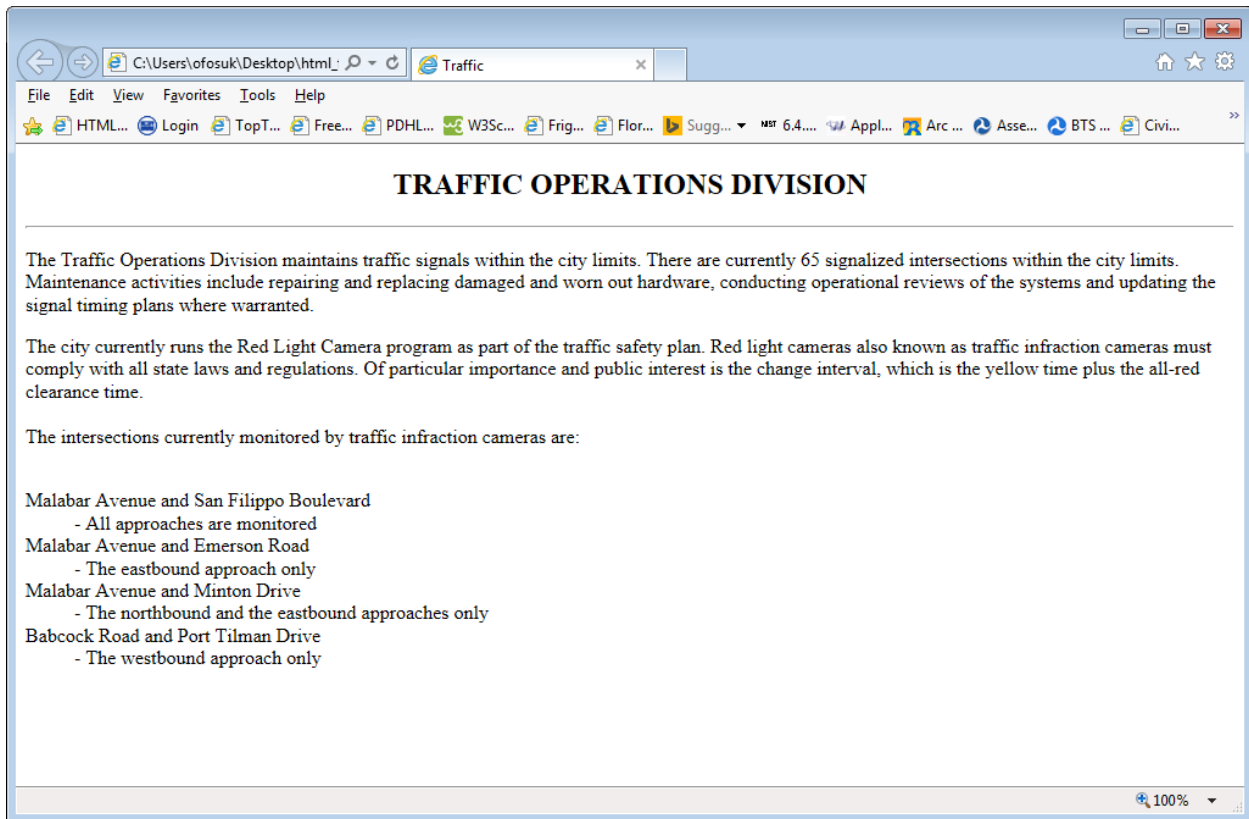 C:\Users\ofosuk\Desktop\html_:
Traffic
File Edit View Favorites Tools Help
HTML... Login TopT... Free... PDHL... W3Sc... Frig... Flor... Sugg... NIST 6.4.... Appl... Arc ... Asse... BTS ... Civi... »
TRAFFIC OPERATIONS DIVISION
The Traffic Operations Division maintains traffic signals within the city limits. There are currently 65 signalized intersections within the city limits.
Maintenance activities include repairing and replacing damaged and worn out hardware, conducting operational reviews of the systems and updating the
signal timing plans where warranted.
The city currently runs the Red Light Camera program as part of the traffic safety plan. Red light cameras also known as traffic infraction cameras must
comply with all state laws and regulations. Of particular importance and public interest is the change interval, which is the yellow time plus the all-red
clearance time.
The intersections currently monitored by traffic infraction cameras are:
Malabar Avenue and San Filippo Boulevard
- All approaches are monitored
Malabar Avenue and Emerson Road
- The eastbound approach only
Malabar Avenue and Minton Drive
- The northbound and the eastbound approaches only
Babcock Road and Port Tilman Drive
- The westbound approach only
100%